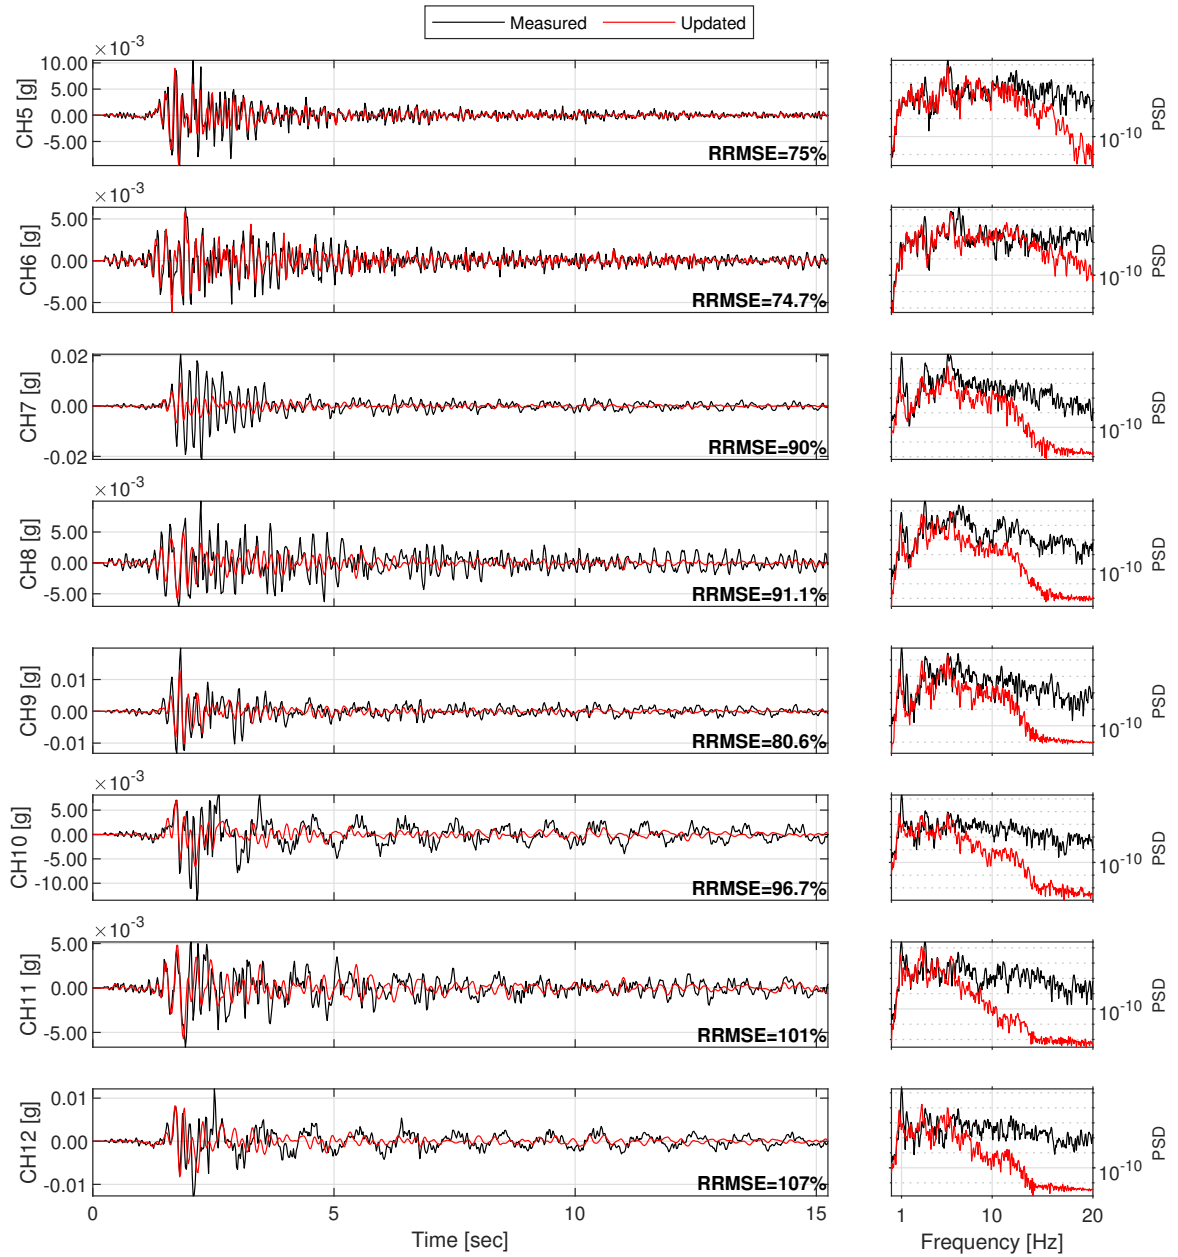 Measured Updated
×10-3
CH5 [g]
10.00
5.00
0.00
-5.00
RRMSE=75%
10-10
PSD
×10-3
CH6 [g]
5.00
0.00
-5.00
RRMSE=74.7%
10-10
PSD
CH7 [g]
0.02
0.00
-0.02
RRMSE=90%
10-10
PSD
×10-3
CH8 [g]
5.00
0.00
-5.00
RRMSE=91.1%
10-10
PSD
CH9 [g]
0.01
0.00
-0.01
RRMSE=80.6%
10-10
PSD
×10-3
CH10 [g]
5.00
0.00
-5.00
-10.00
RRMSE=96.7%
10-10
PSD
×10-3
CH11 [g]
5.00
0.00
-5.00
RRMSE=101%
10-10
PSD
CH12 [g]
0.01
0.00
-0.01
RRMSE=107%
10-10
PSD
0 5 10 15
Time [sec]
1 10 20
Frequency [Hz]